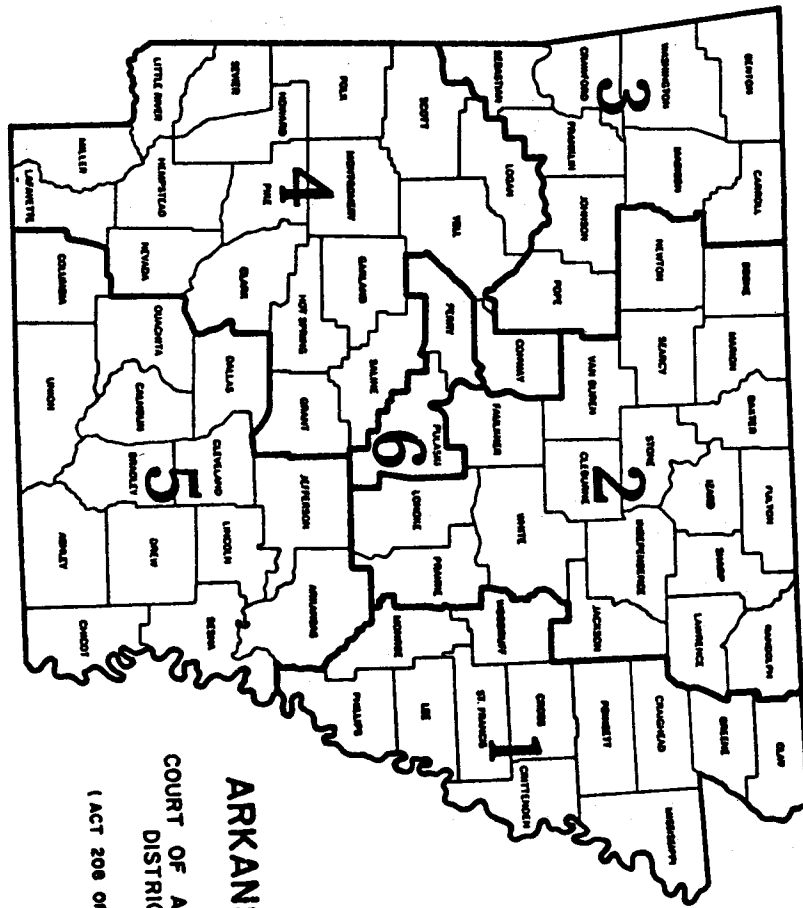 BENTON
CARROLL
BOONE
MARION
BAXTER
FULTON
RANDOLPH
CLAY
WASHINGTON
MADISON
NEWTON
SEARCY
STONE
IZARD
SHARP
LAWRENCE
GREENE
3
CRAWFORD
FRANKLIN
JOHNSON
POPE
VAN BUREN
CLEBURNE
2
INDEPENDENCE
JACKSON
CRAIGHEAD
MISSISSIPPI
POINSETT
SEBASTIAN
LOGAN
CONWAY
FAULKNER
WHITE
WOODRUFF
CROSS
1
CRITTENDEN
ST. FRANCIS
SCOTT
YELL
PERRY
PULASKI
6
LONOKE
PRAIRIE
MONROE
LEE
PHILLIPS
POLK
MONTGOMERY
GARLAND
SALINE
4
HOT SPRING
GRANT
JEFFERSON
ARKANSAS
HOWARD
PIKE
CLARK
DALLAS
CLEVELAND
LINCOLN
DESHA
SEVIER
LITTLE RIVER
HEMPSTEAD
NEVADA
OUACHITA
CALHOUN
BRADLEY
5
DREW
MILLER
LAFAYETTE
COLUMBIA
UNION
ASHLEY
CHICOT
ARKANS
COURT OF A
DISTRIC
( ACT 208 OF